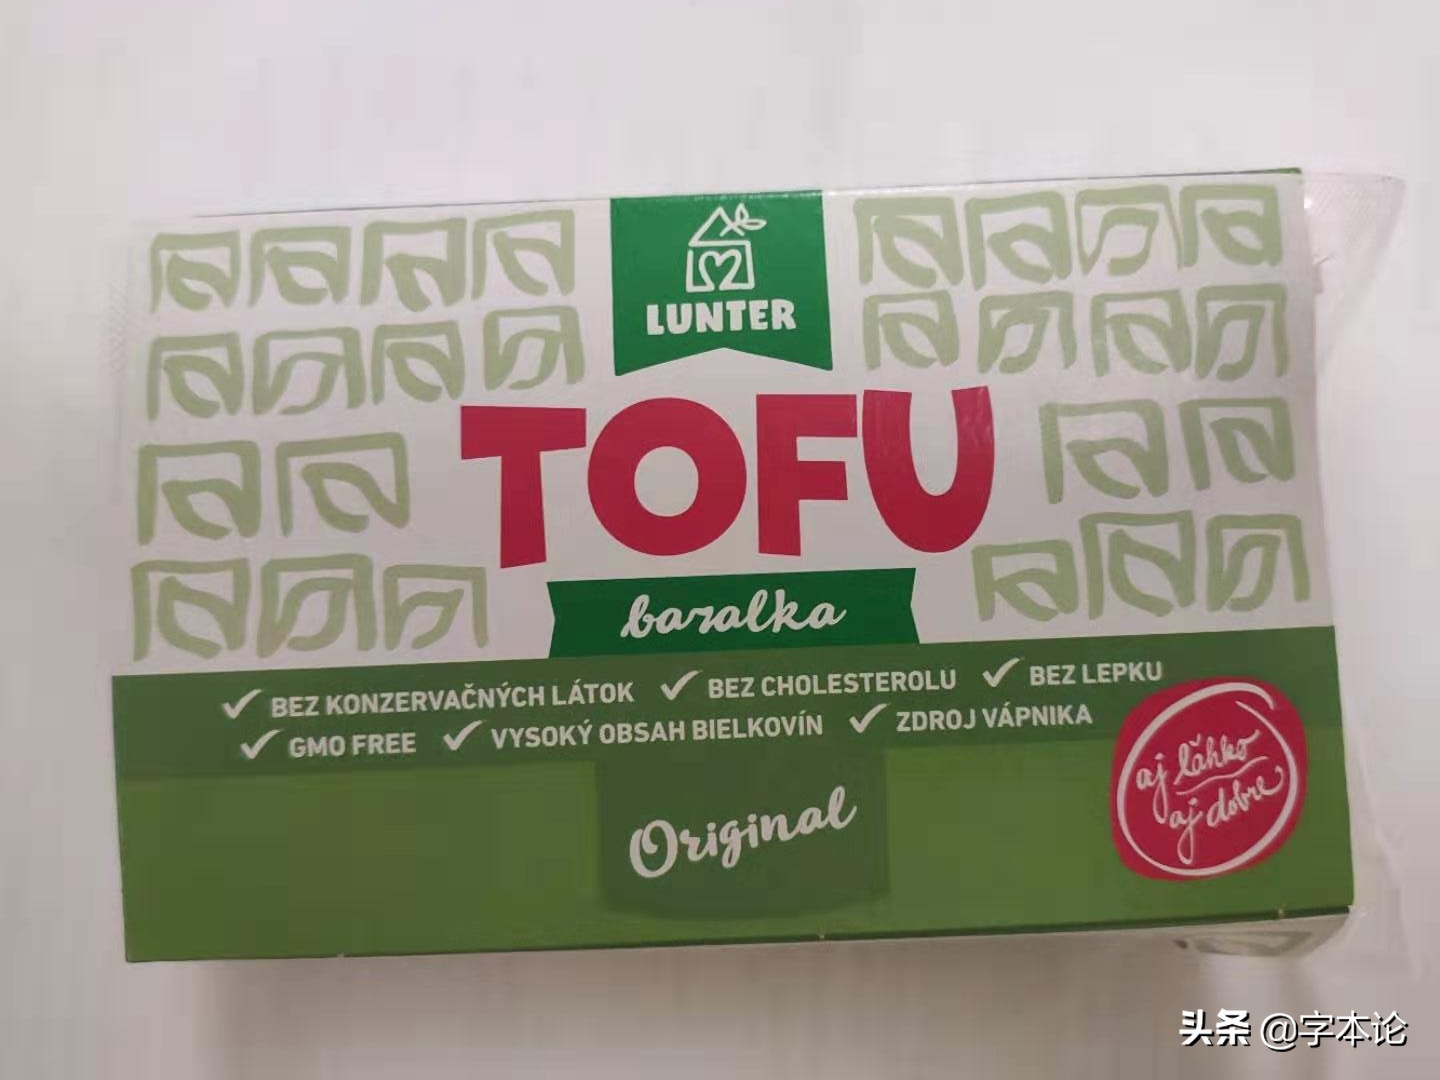 LUNTER
TOFU
bazalka
✓ BEZ KONZERVAČNÝCH LÁTOK ✓ BEZ CHOLESTEROLU ✓ BEZ LEPKU
✓ GMO FREE ✓ VYSOKÝ OBSAH BIELKOVÍN ✓ ZDROJ VÁPNIKA
Original
aj ľahko
aj dobre
头条 @字本论